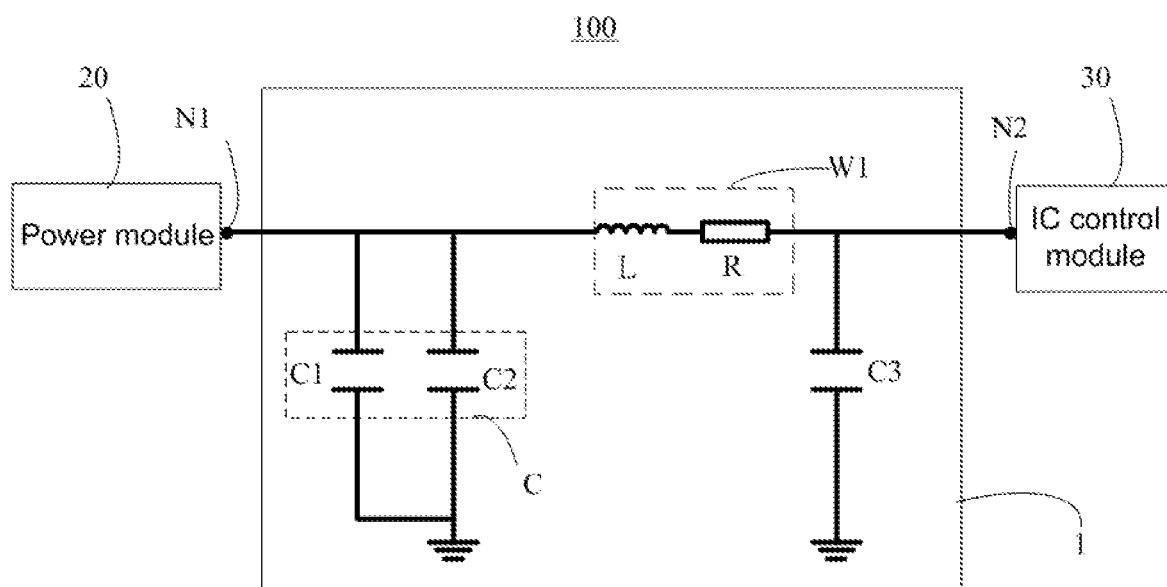 100
20
30
N1
N2
W1
Power module
IC control
module
L
R
C1
C2
C3
C
1